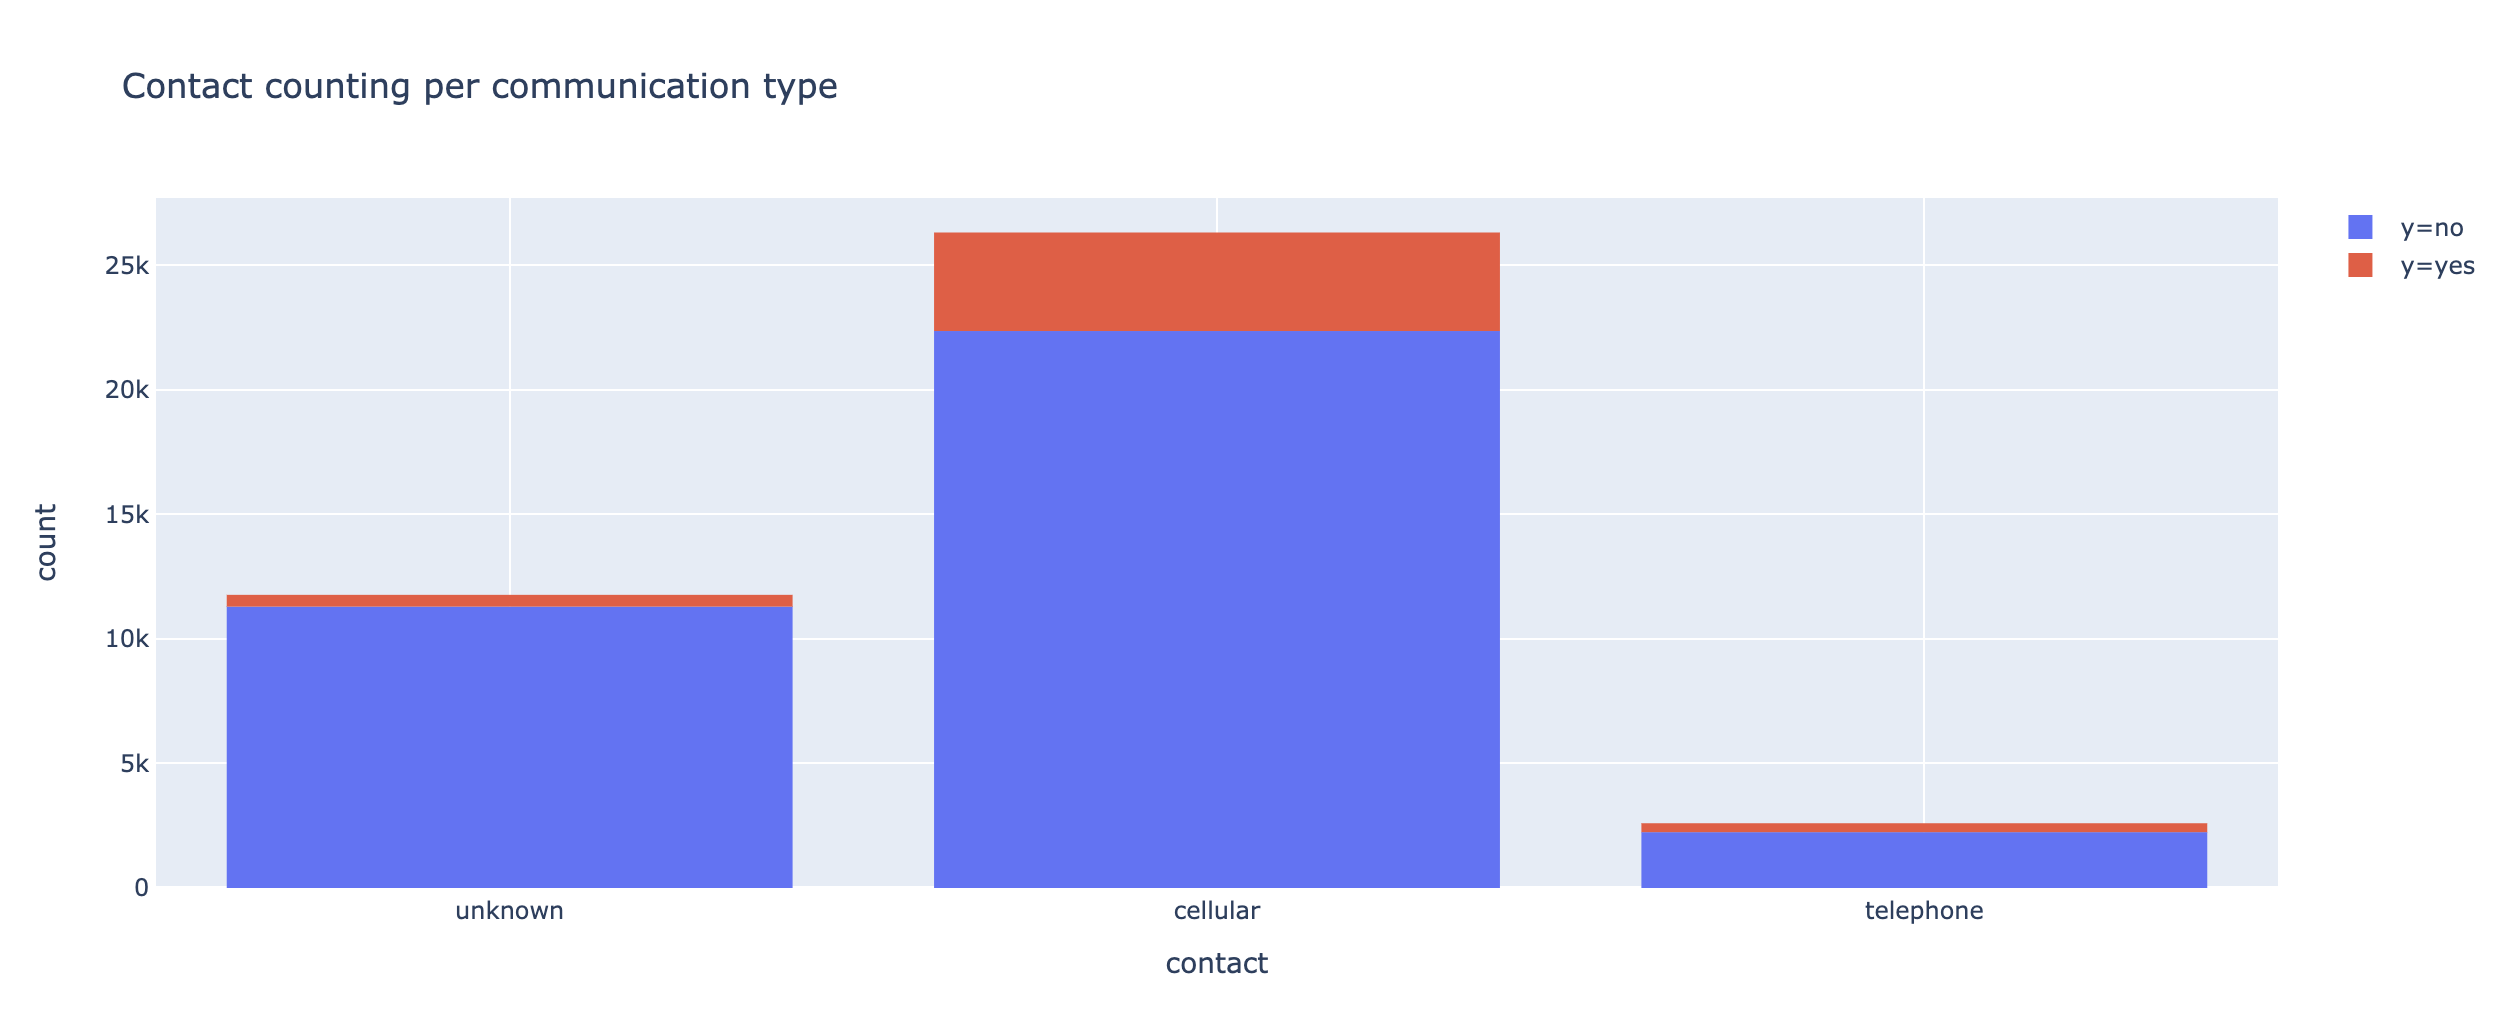 Contact counting per communication type
y=no
y=yes
count
25k
20k
15k
10k
5k
0
unknown
cellular
telephone
contact